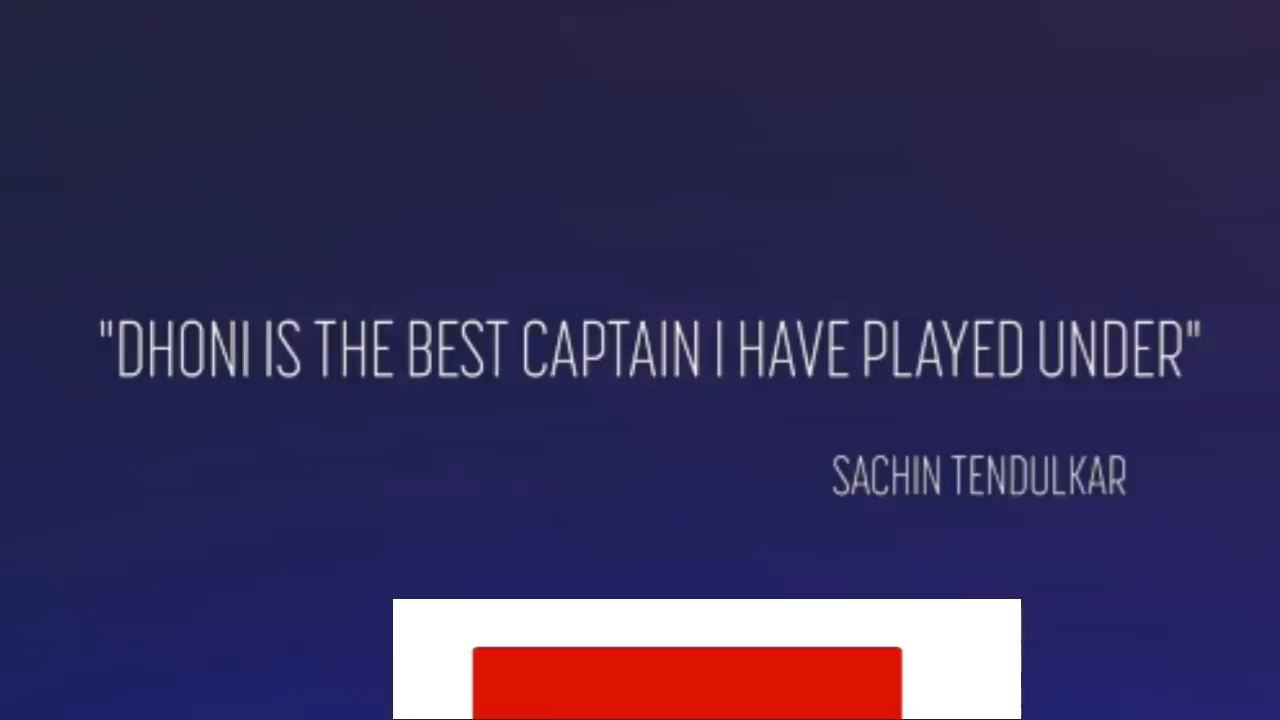 "DHONI IS THE BEST CAPTAIN I HAVE PLAYED UNDER"
SACHIN TENDULKAR